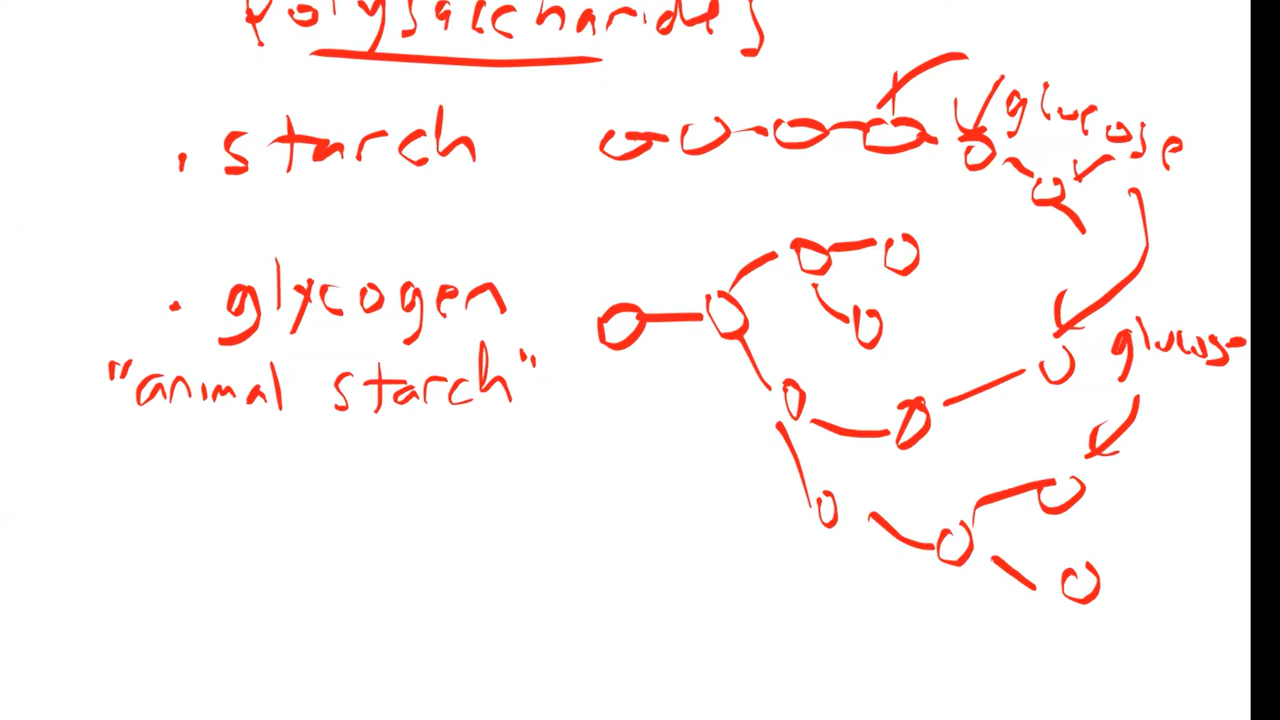 Polysaccharides
. starch
glucose
. glycogen
glucose
"animal starch"